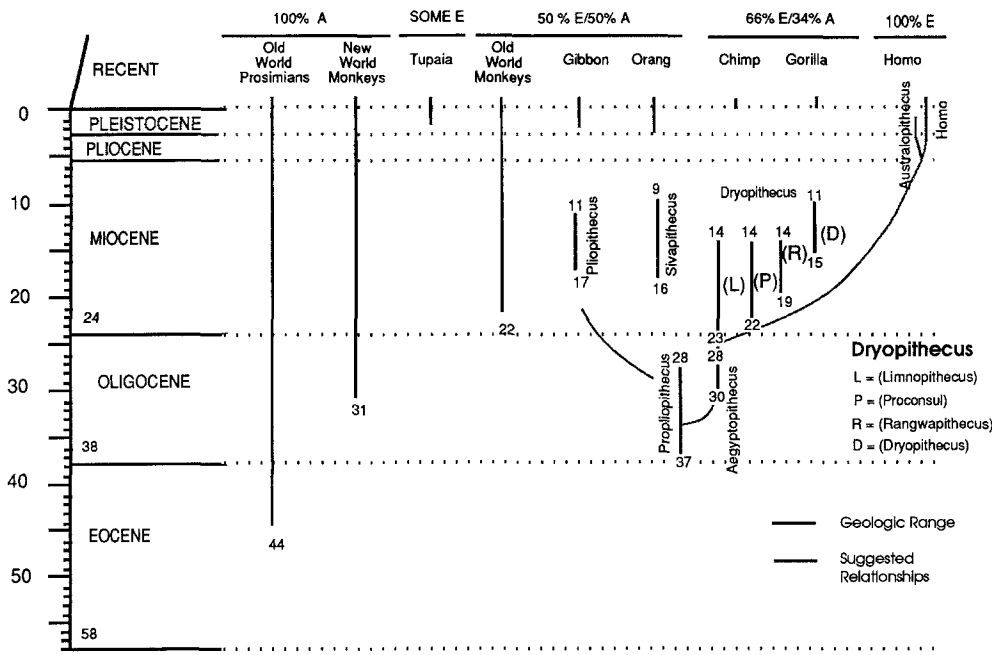 100% A
SOME E
50 % E/50% A
66% E/34% A
100% E
Old
World
Prosimians
New
World
Monkeys
Tupaia
Old
World
Monkeys
Gibbon
Orang
Chimp
Gorilla
Homo
RECENT
0
PLEISTOCENE
PLIOCENE
Australopithecus
Homo
10
MIOCENE
20
24
11
Pliopithecus
17
9
Sivapithecus
16
Dryopithecus
14
(L)
23
14
(P)
22
14
(R)
19
11
(D)
15
22
30
OLIGOCENE
38
31
28
Propliopithecus
37
28
30
Aegyptopithecus
Dryopithecus
L = (Limnopithecus)
P = (Proconsul)
R = (Rangwapithecus)
D = (Dryopithecus)
40
EOCENE
50
58
44
Geologic Range
Suggested
Relationships